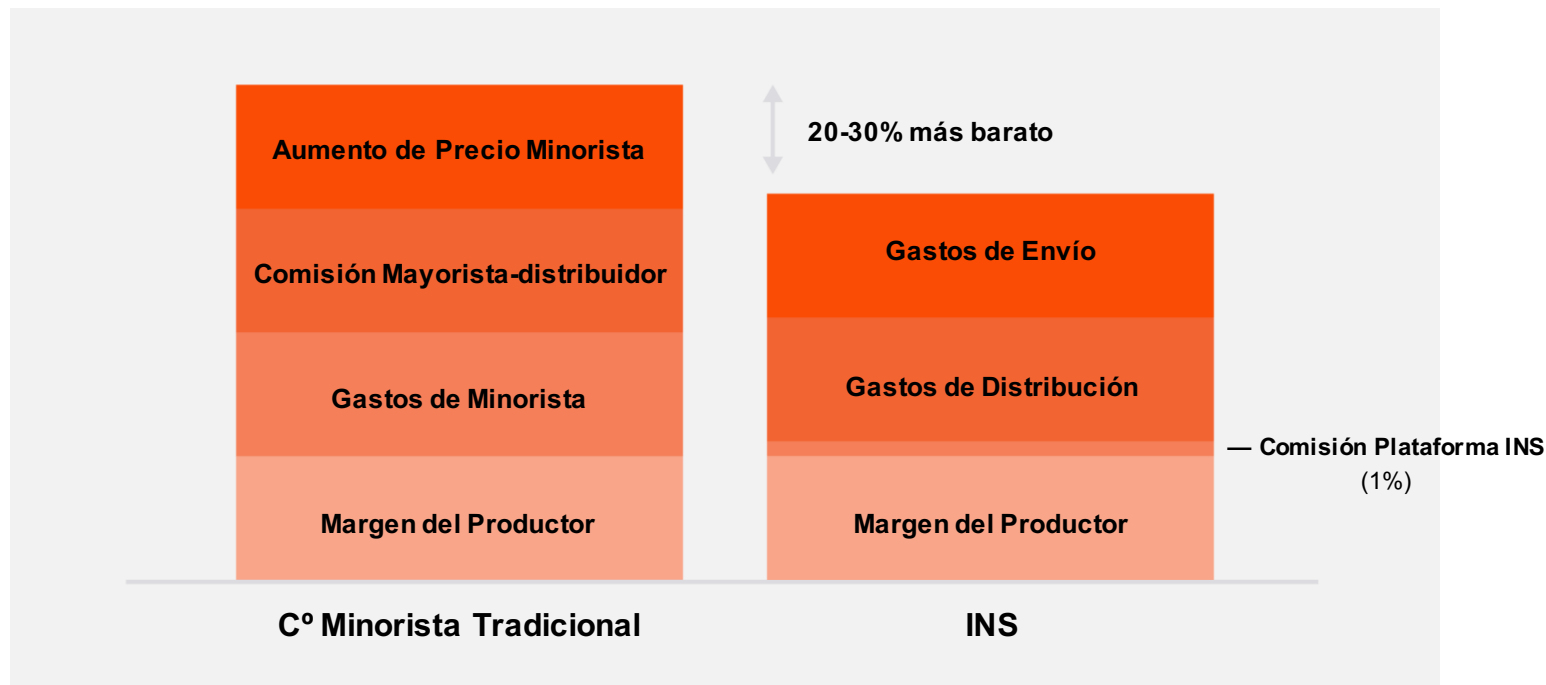 Aumento de Precio Minorista
Comisión Mayorista-distribuidor
Gastos de Minorista
Margen del Productor
Cº Minorista Tradicional
20-30% más barato
Gastos de Envío
Gastos de Distribución
— Comisión Plataforma INS
(1%)
Margen del Productor
INS